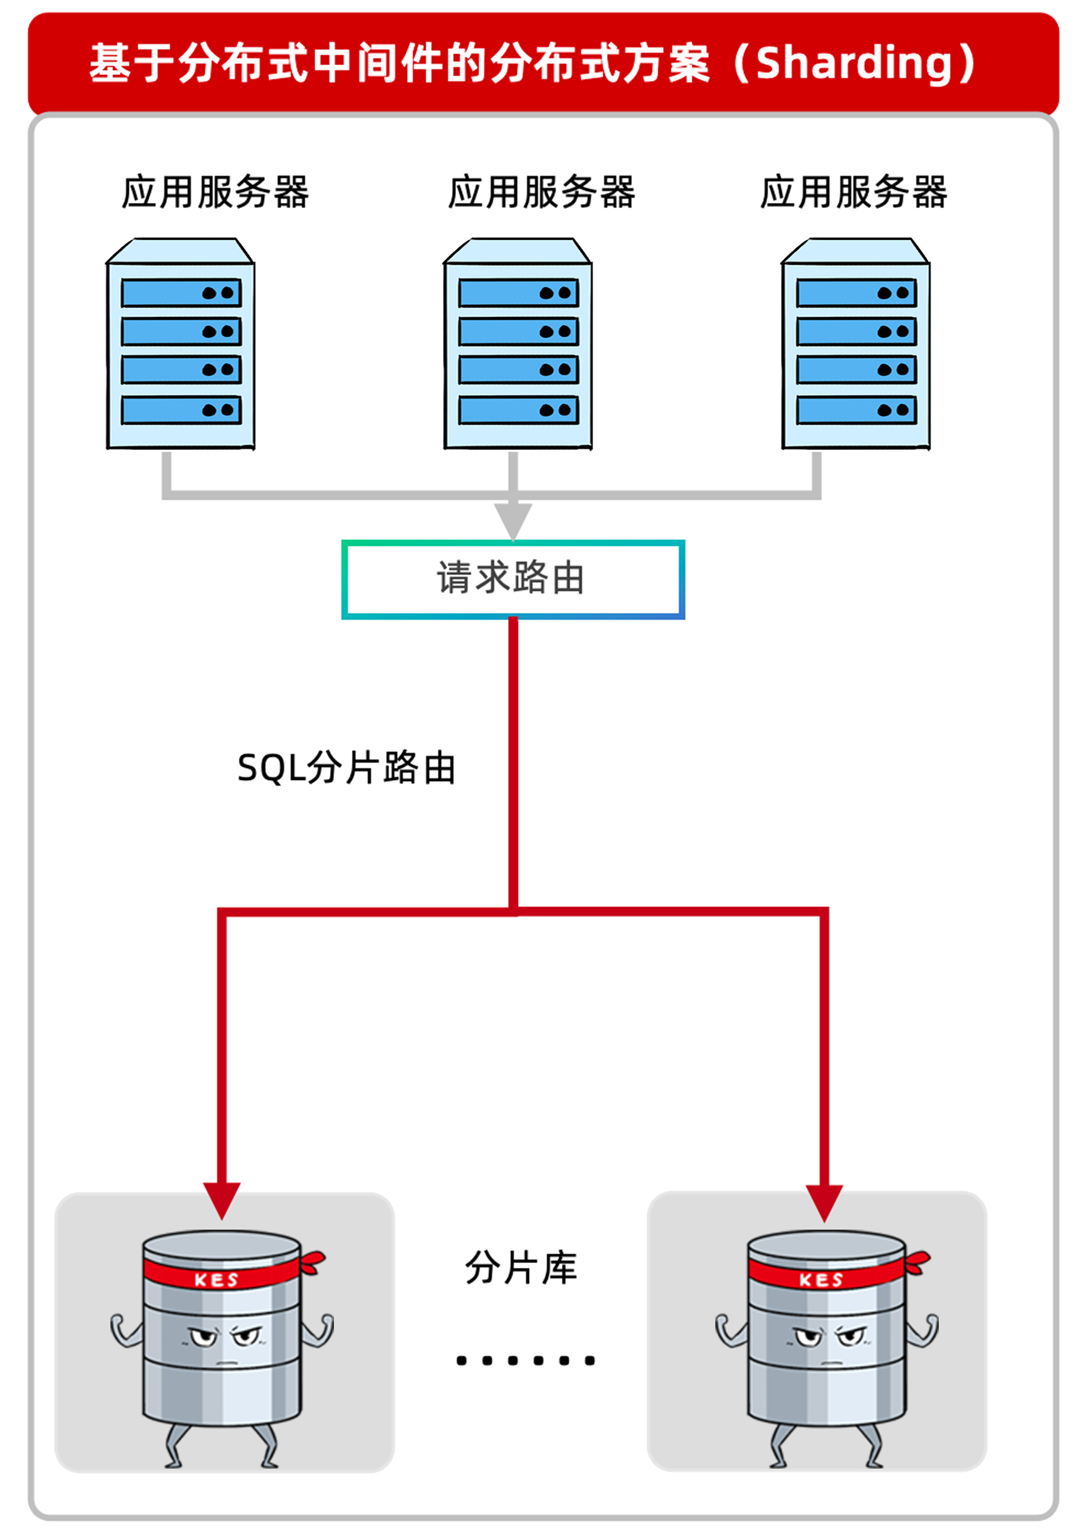 基于分布式中间件的分布式方案（Sharding）
应用服务器
应用服务器
应用服务器
请求路由
SQL分片路由
KES
分片库
......
KES